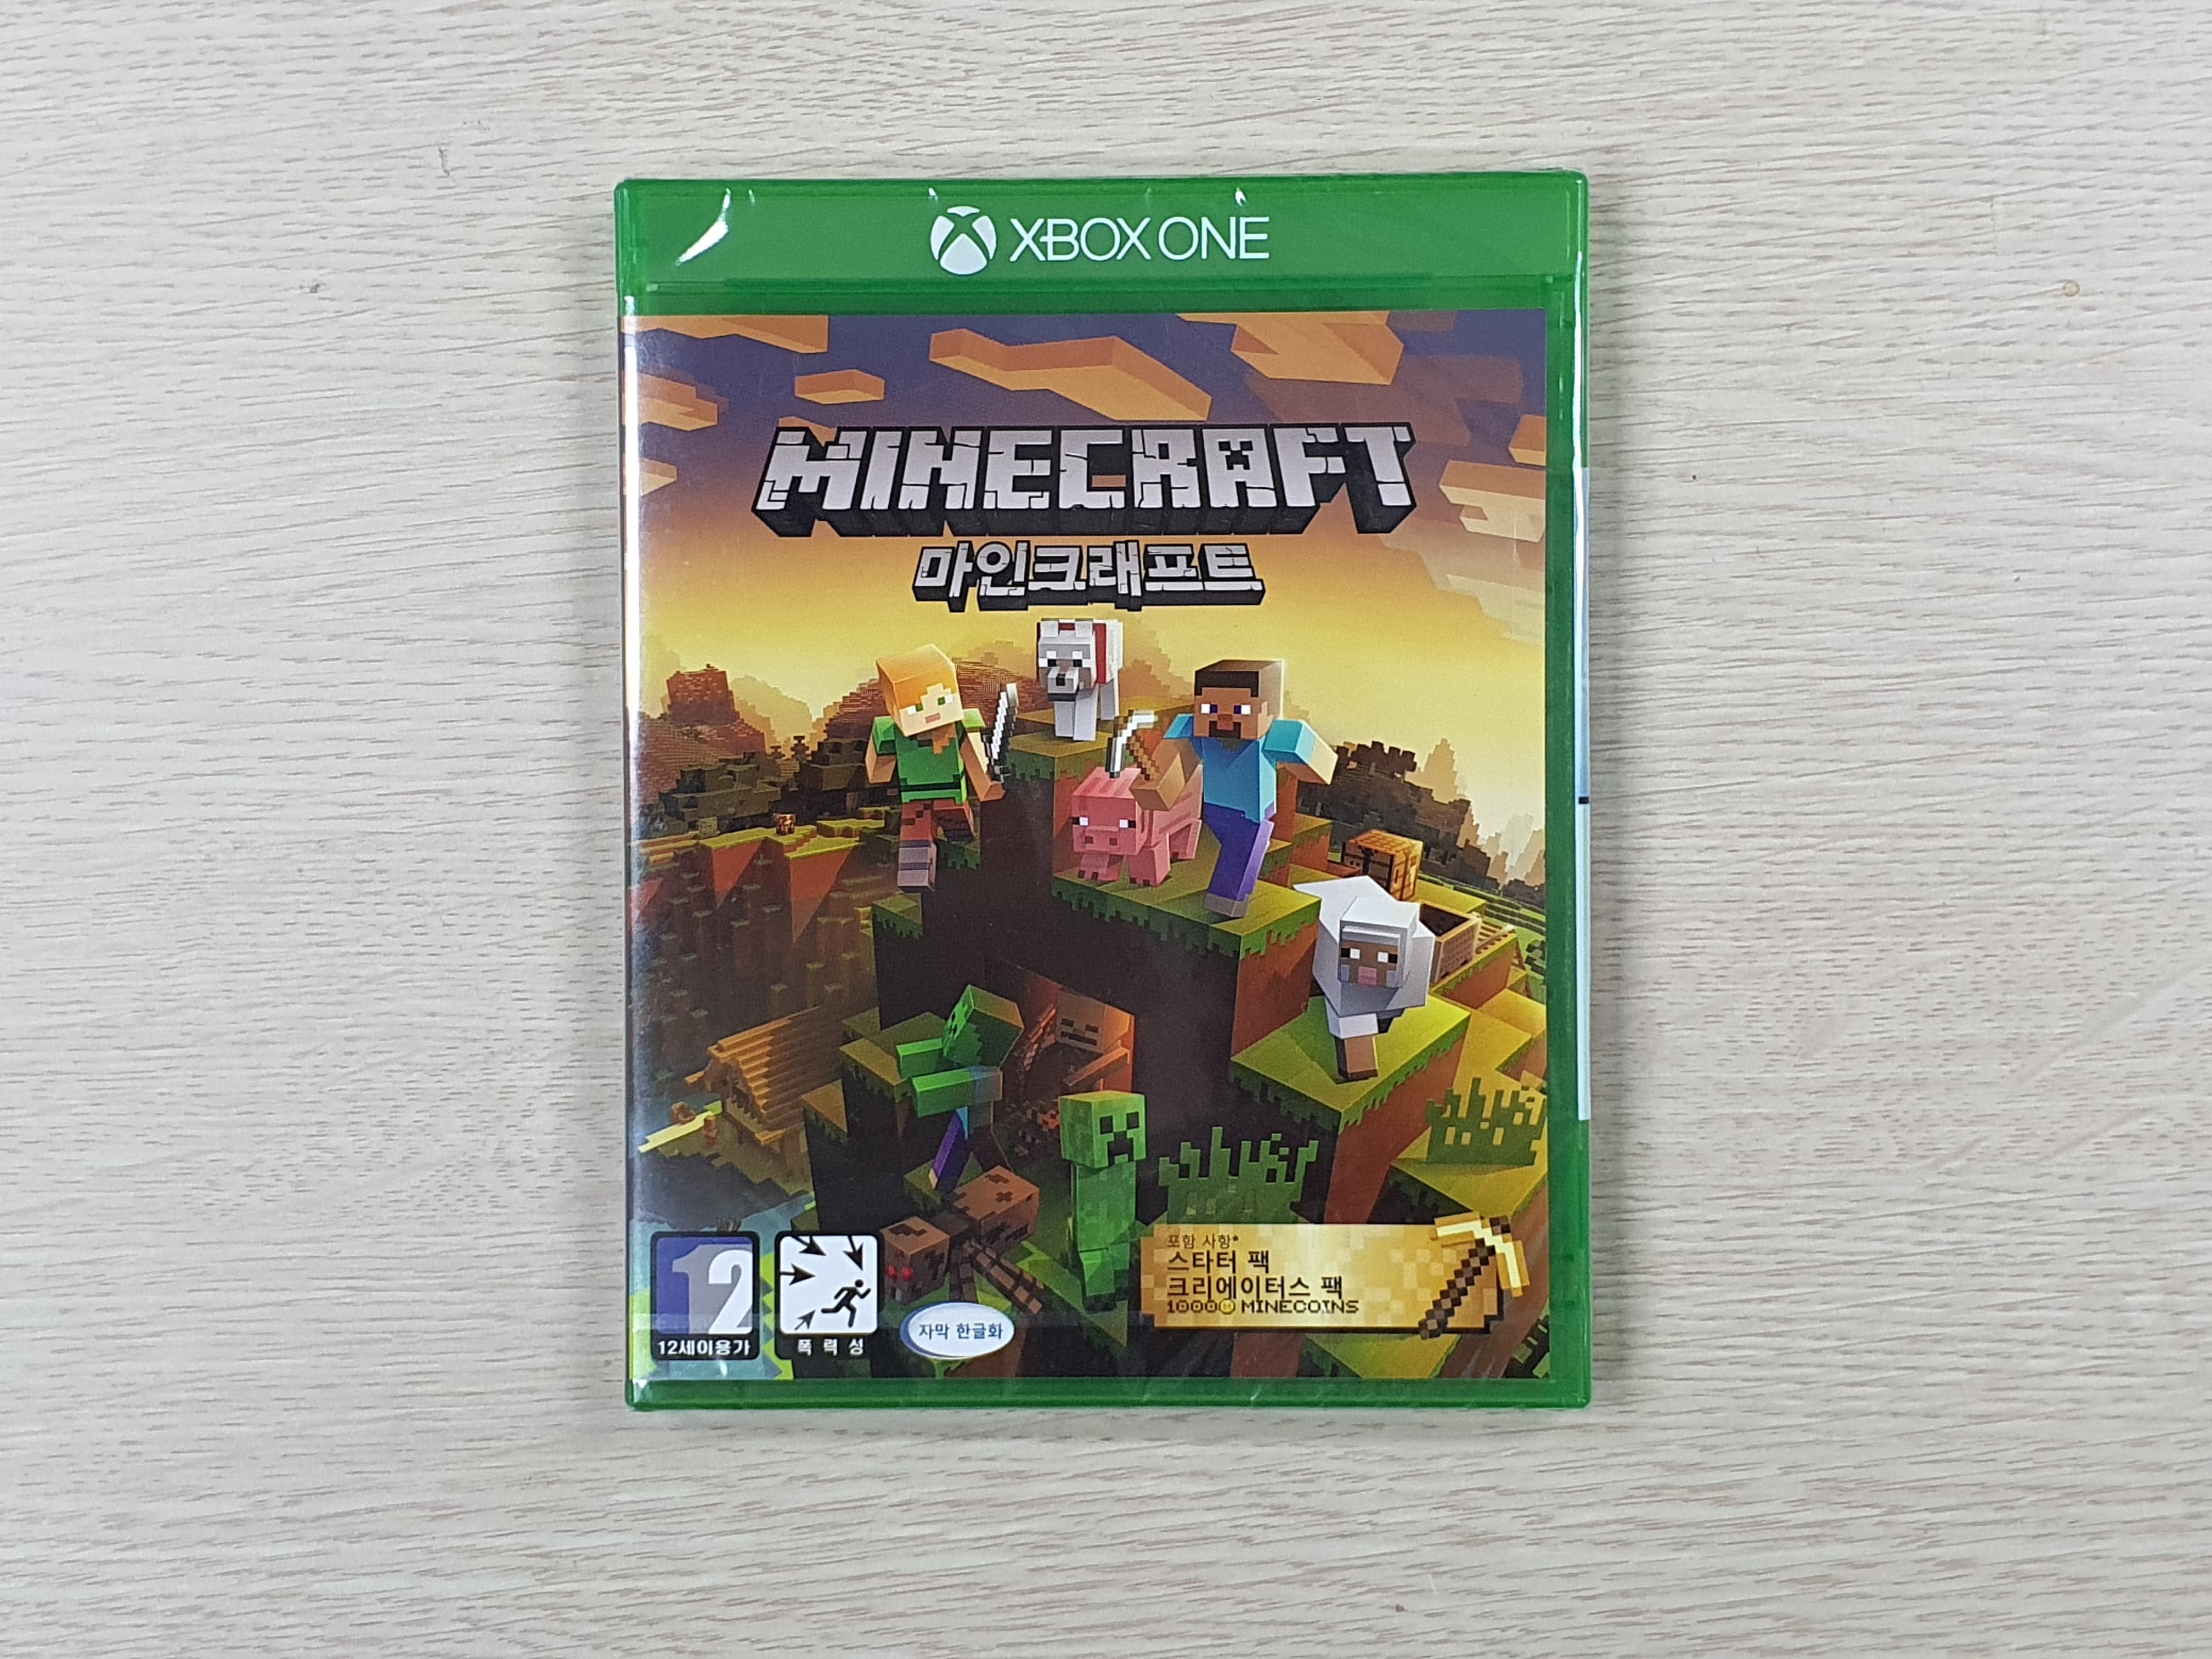 XBOX ONE
MINECRAFT
마인크래프트
포함 사항*
스타터 팩
크리에이터스 팩
1000 MINECOINS
12
12세이용가
폭력성
자막 한글화